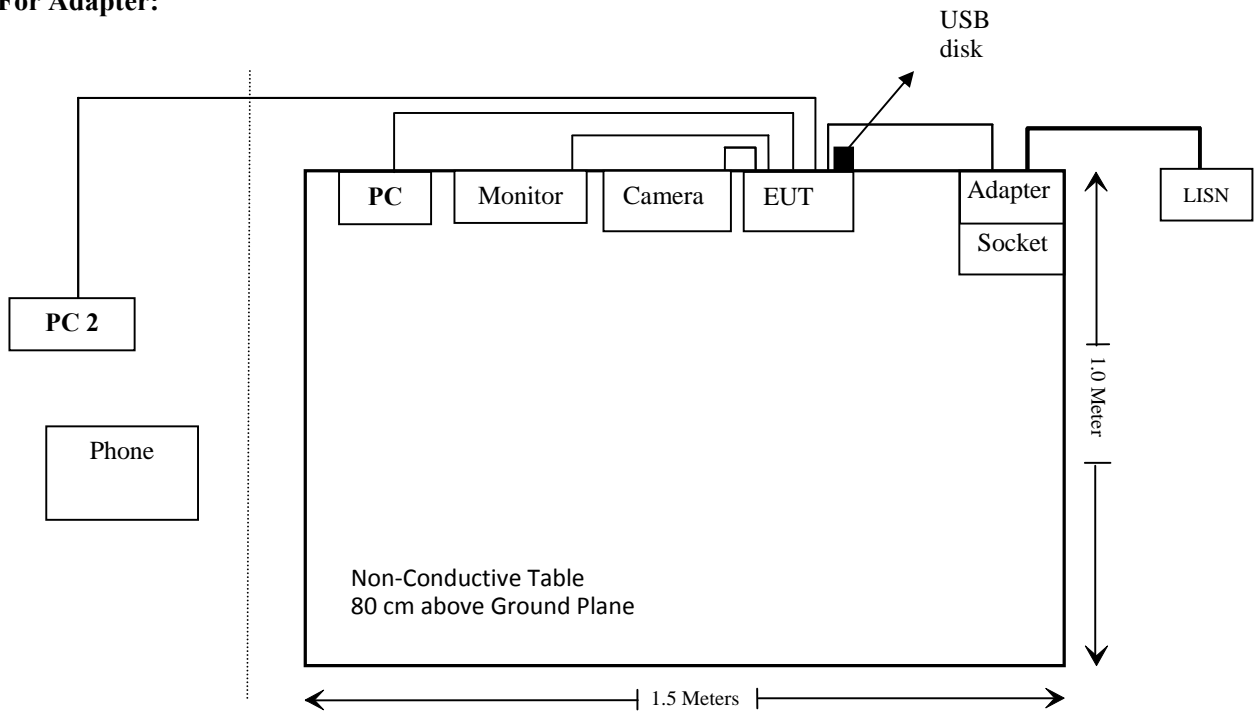 For Adapter:
USB
disk
PC
Monitor
Camera
EUT
Adapter
Socket
LISN
PC 2
Phone
1.0 Meter
Non-Conductive Table
80 cm above Ground Plane
1.5 Meters